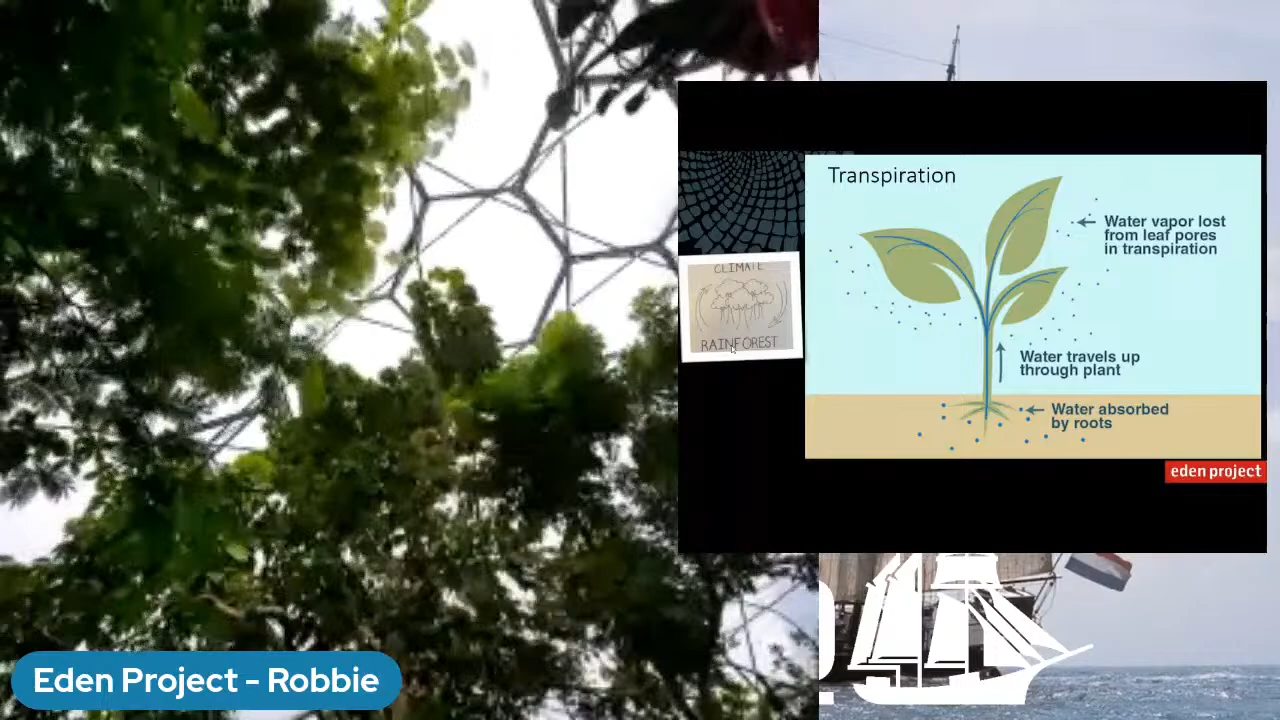 Transpiration
Water vapor lost
from leaf pores
in transpiration
CLIMATE
RAINFOREST
Water travels up
through plant
Water absorbed
by roots
eden project
Eden Project - Robbie